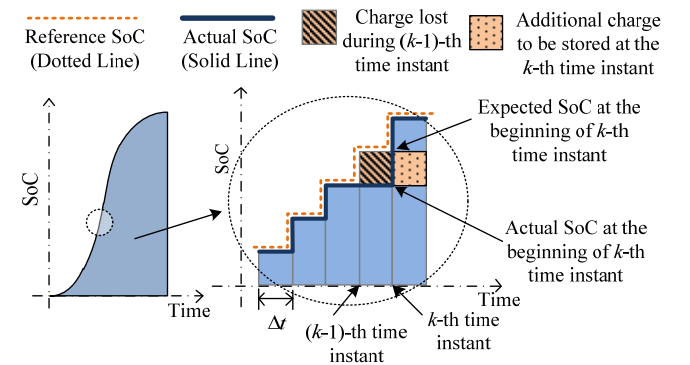 Reference SoC
(Dotted Line)
Actual SoC
(Solid Line)
Charge lost
during (k-1)-th
time instant
Additional charge
to be stored at the
k-th time instant
SoC
Time
SoC
Expected SoC at the
beginning of k-th
time instant
Actual SoC at the
beginning of k-th
time instant
Time
Δt
(k-1)-th time
instant
k-th time
instant